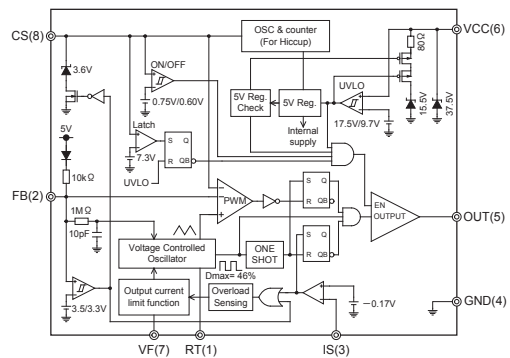 CS(8)
OSC & counter
(For Hiccup)
VCC(6)
3.6V
ON/OFF
0.75V/0.60V
5V Reg.
Check
5V Reg.
Internal
supply
UVLO
17.5V/9.7V
80Ω
15.5V
37.5V
5V
Latch
7.3V
UVLO
S Q
R QB
10kΩ
FB(2)
1MΩ
10pF
PWM
S Q
R QB
S Q
R QB
EN
OUTPUT
OUT(5)
Voltage Controlled
Oscillator
ONE
SHOT
Dmax= 46%
Output current
limit function
Overload
Sensing
3.5/3.3V
−0.17V
GND(4)
VF(7)
RT(1)
IS(3)